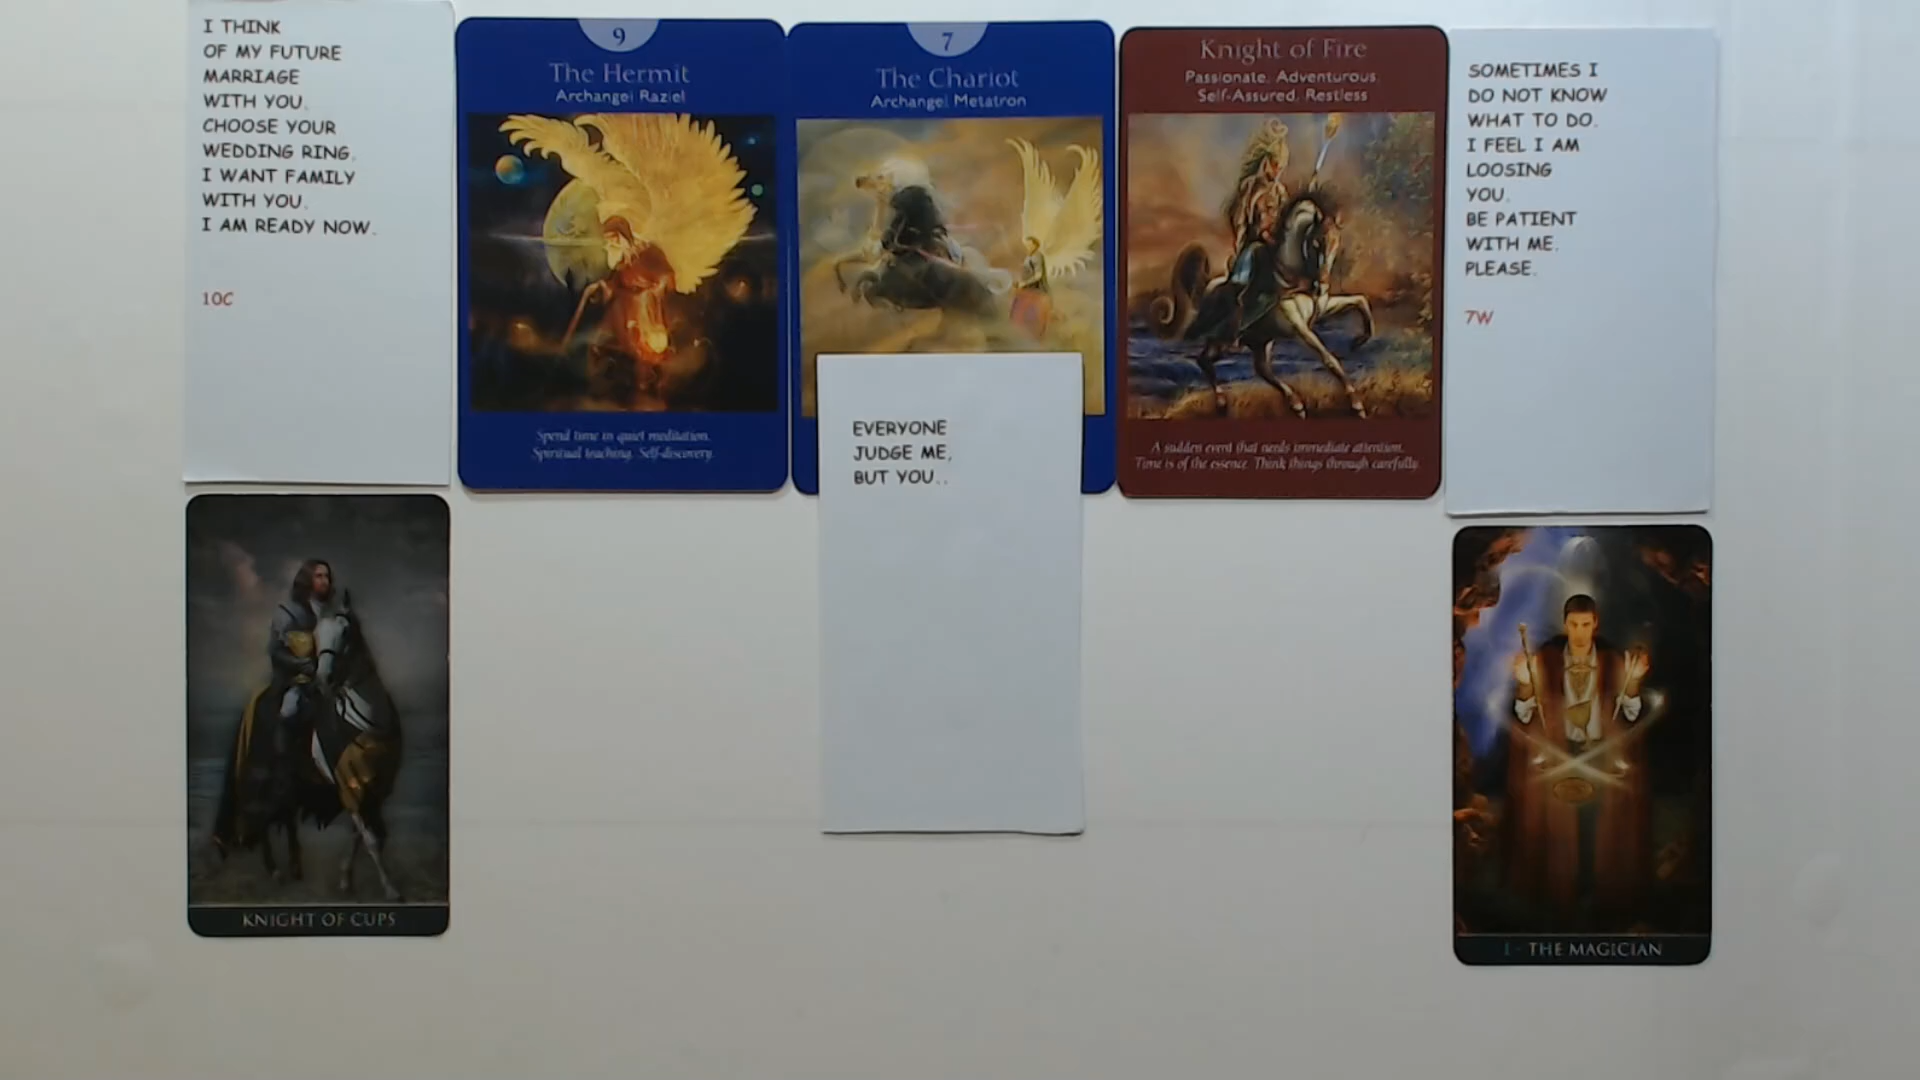 I THINK
OF MY FUTURE
MARRIAGE
WITH YOU.
CHOOSE YOUR
WEDDING RING.
I WANT FAMILY
WITH YOU.
I AM READY NOW.
10C
9
The Hermit
Archangel Raziel
Spend time in quiet meditation.
Spiritual teaching. Self-discovery.
7
The Chariot
Archangel Metatron
Knight of Fire
Passionate, Adventurous
Self-Assured, Restless
A sudden event that needs immediate attention.
Time is of the essence. Think things through carefully.
SOMETIMES I
DO NOT KNOW
WHAT TO DO.
I FEEL I AM
LOOSING
YOU.
BE PATIENT
WITH ME.
PLEASE.
7W
EVERYONE
JUDGE ME,
BUT YOU..
KNIGHT OF CUPS
I - THE MAGICIAN